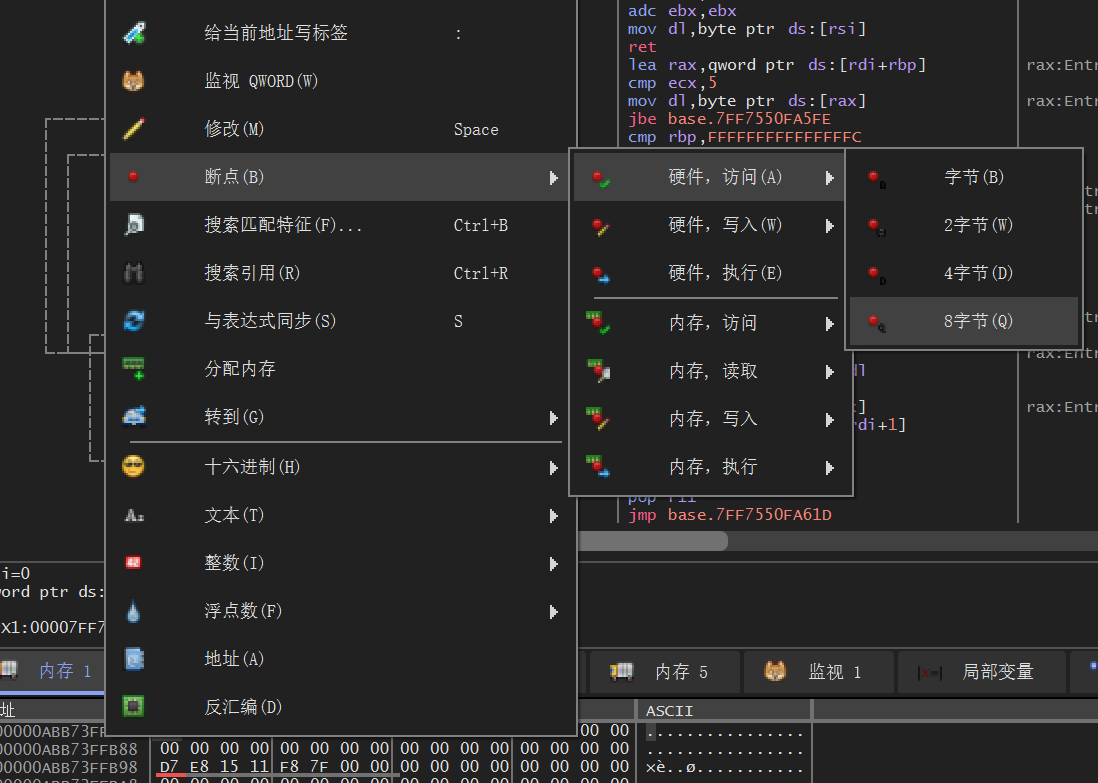 给当前地址写标签 :
监视 QWORD(W)
修改(M) Space
断点(B)
搜索匹配特征(F)... Ctrl+B
搜索引用(R) Ctrl+R
与表达式同步(S) S
分配内存
转到(G)
十六进制(H)
文本(T)
整数(I)
浮点数(F)
地址(A)
反汇编(D)
硬件, 访问(A)
硬件, 写入(W)
硬件, 执行(E)
内存, 访问
内存, 读取
内存, 写入
内存, 执行
字节(B)
2字节(W)
4字节(D)
8字节(Q)
adc ebx,ebx
mov dl,byte ptr ds:[rsi]
ret
lea rax,qword ptr ds:[rdi+rbp] rax:Entr
cmp ecx,5
mov dl,byte ptr ds:[rax] rax:Entr
jbe base.7FF7550FA5FE
cmp rbp,FFFFFFFFFFFFFFFC
rax:Entr
rdi+1]
rax:Entr
pop r11
jmp base.7FF7550FA61D
i=0
word ptr ds:
X1:00007FF7
内存 1
内存 5
监视 1
局部变量
址 ASCII
00000ABB73FF 00 00 ................
00000ABB73FFB88 00 00 00 00 00 00 00 00 00 00 00 00 00 00 00 00 ................
00000ABB73FFB98 D7 E8 15 11 F8 7F 00 00 00 00 00 00 00 00 00 00 ×è..ø...........